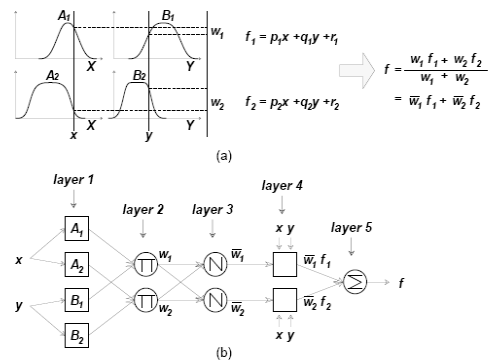 A₁
B₁
w₁
f₁ = p₁x +q₁y +r₁
X
Y
A₂
B₂
w₂
f₂ = p₂x +q₂y +r₂
X
Y
x
y
f = w₁ f₁ + w₂ f₂ / w₁ + w₂
= w̅₁ f₁ + w̅₂ f₂
(a)
layer 1
layer 2
layer 3
layer 4
layer 5
x y
A₁
A₂
B₁
B₂
x
y
∏
∏
w₁
w₂
N
N
w̅₁
w̅₂
w̅₁ f₁
w̅₂ f₂
x y
Σ
f
(b)